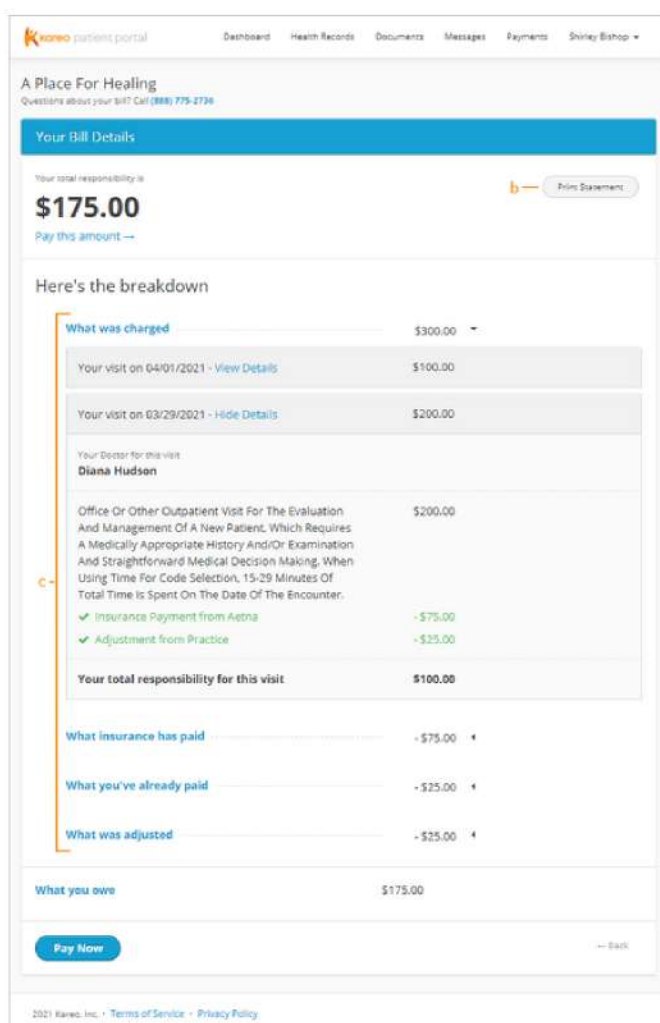 kareo patient portal Dashboard Health Records Documents Messages Payments Shirley Bishop
A Place For Healing
Questions about your bill? Call (888) 775-2736
Your Bill Details
Your total responsibility is
b Print Statement
$175.00
Pay this amount →
Here's the breakdown
What was charged $300.00
Your visit on 04/01/2021 - View Details $100.00
Your visit on 03/29/2021 - Hide Details $200.00
Your Doctor for this visit
Diana Hudson
Office Or Other Outpatient Visit For The Evaluation $200.00
And Management Of A New Patient, Which Requires
A Medically Appropriate History And/Or Examination
And Straightforward Medical Decision Making. When
c Using Time For Code Selection, 15-29 Minutes Of
Total Time Is Spent On The Date Of The Encounter.
✓ Insurance Payment from Aetna - $75.00
✓ Adjustment from Practice - $25.00
Your total responsibility for this visit $100.00
What insurance has paid - $75.00
What you've already paid - $25.00
What was adjusted - $25.00
What you owe $175.00
Pay Now ← Back
2021 Kareo, Inc. • Terms of Service • Privacy Policy